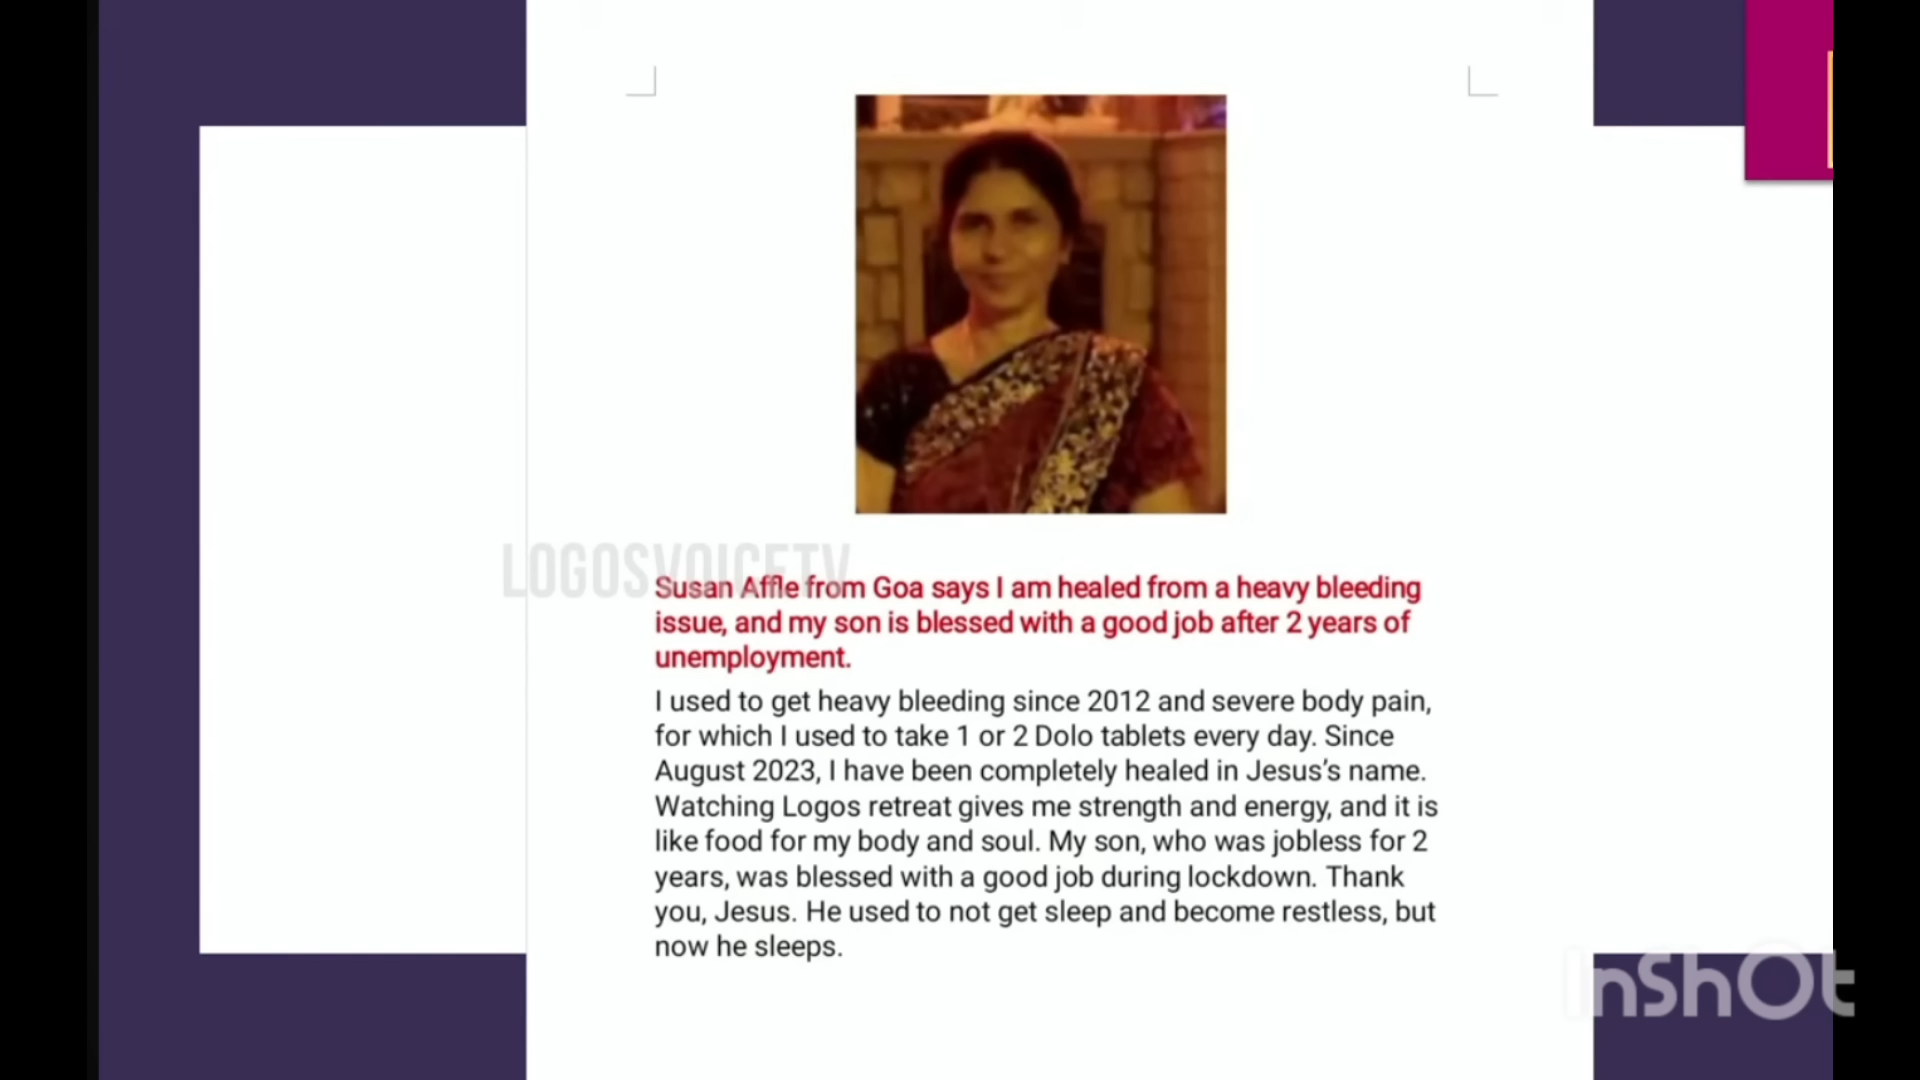 LOGOSVOICETV
Susan Affle from Goa says I am healed from a heavy bleeding
issue, and my son is blessed with a good job after 2 years of
unemployment.
I used to get heavy bleeding since 2012 and severe body pain,
for which I used to take 1 or 2 Dolo tablets every day. Since
August 2023, I have been completely healed in Jesus’s name.
Watching Logos retreat gives me strength and energy, and it is
like food for my body and soul. My son, who was jobless for 2
years, was blessed with a good job during lockdown. Thank
you, Jesus. He used to not get sleep and become restless, but
now he sleeps.
InShOt